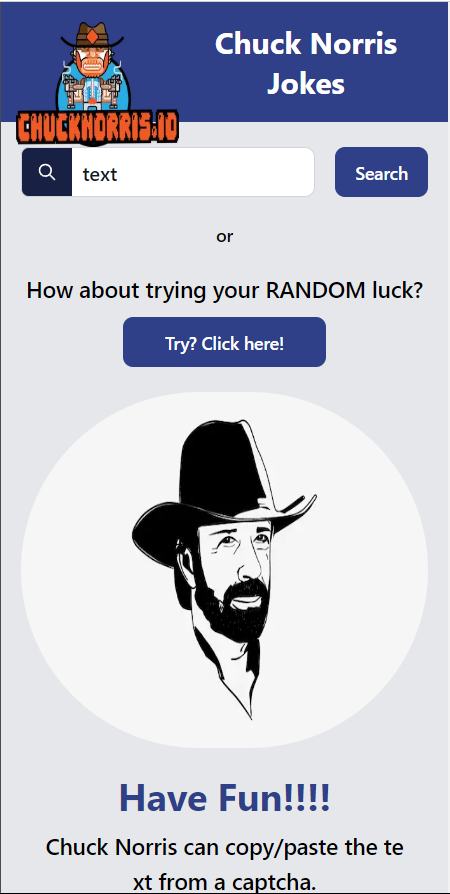 Chuck Norris
Jokes
CHUCKNORRIS.IO
text
Search
or
How about trying your RANDOM luck?
Try? Click here!
Have Fun!!!!
Chuck Norris can copy/paste the te
xt from a captcha.